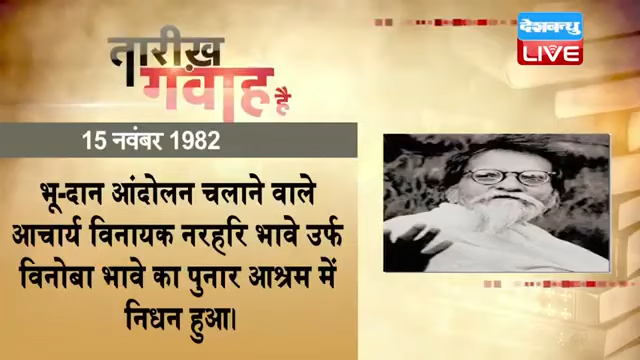 देशबन्धु
LIVE
तारीख़
गवाह है
15 नवंबर 1982
भू-दान आंदोलन चलाने वाले
आचार्य विनायक नरहरि भावे उर्फ
विनोबा भावे का पुनार आश्रम में
निधन हुआ।